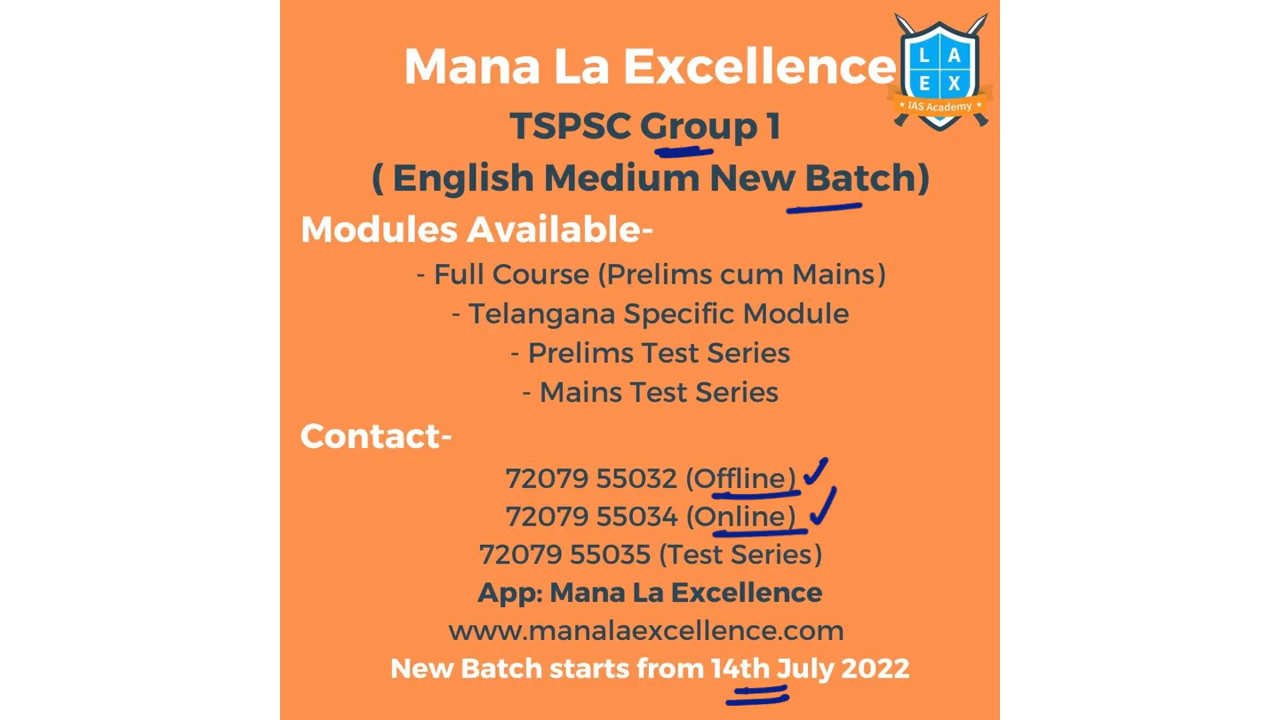 Mana La Excellence
L A
E X
IAS Academy
TSPSC Group 1
( English Medium New Batch)
Modules Available-
- Full Course (Prelims cum Mains)
- Telangana Specific Module
- Prelims Test Series
- Mains Test Series
Contact-
72079 55032 (Offline)
72079 55034 (Online)
72079 55035 (Test Series)
App: Mana La Excellence
www.manalaexcellence.com
New Batch starts from 14th July 2022